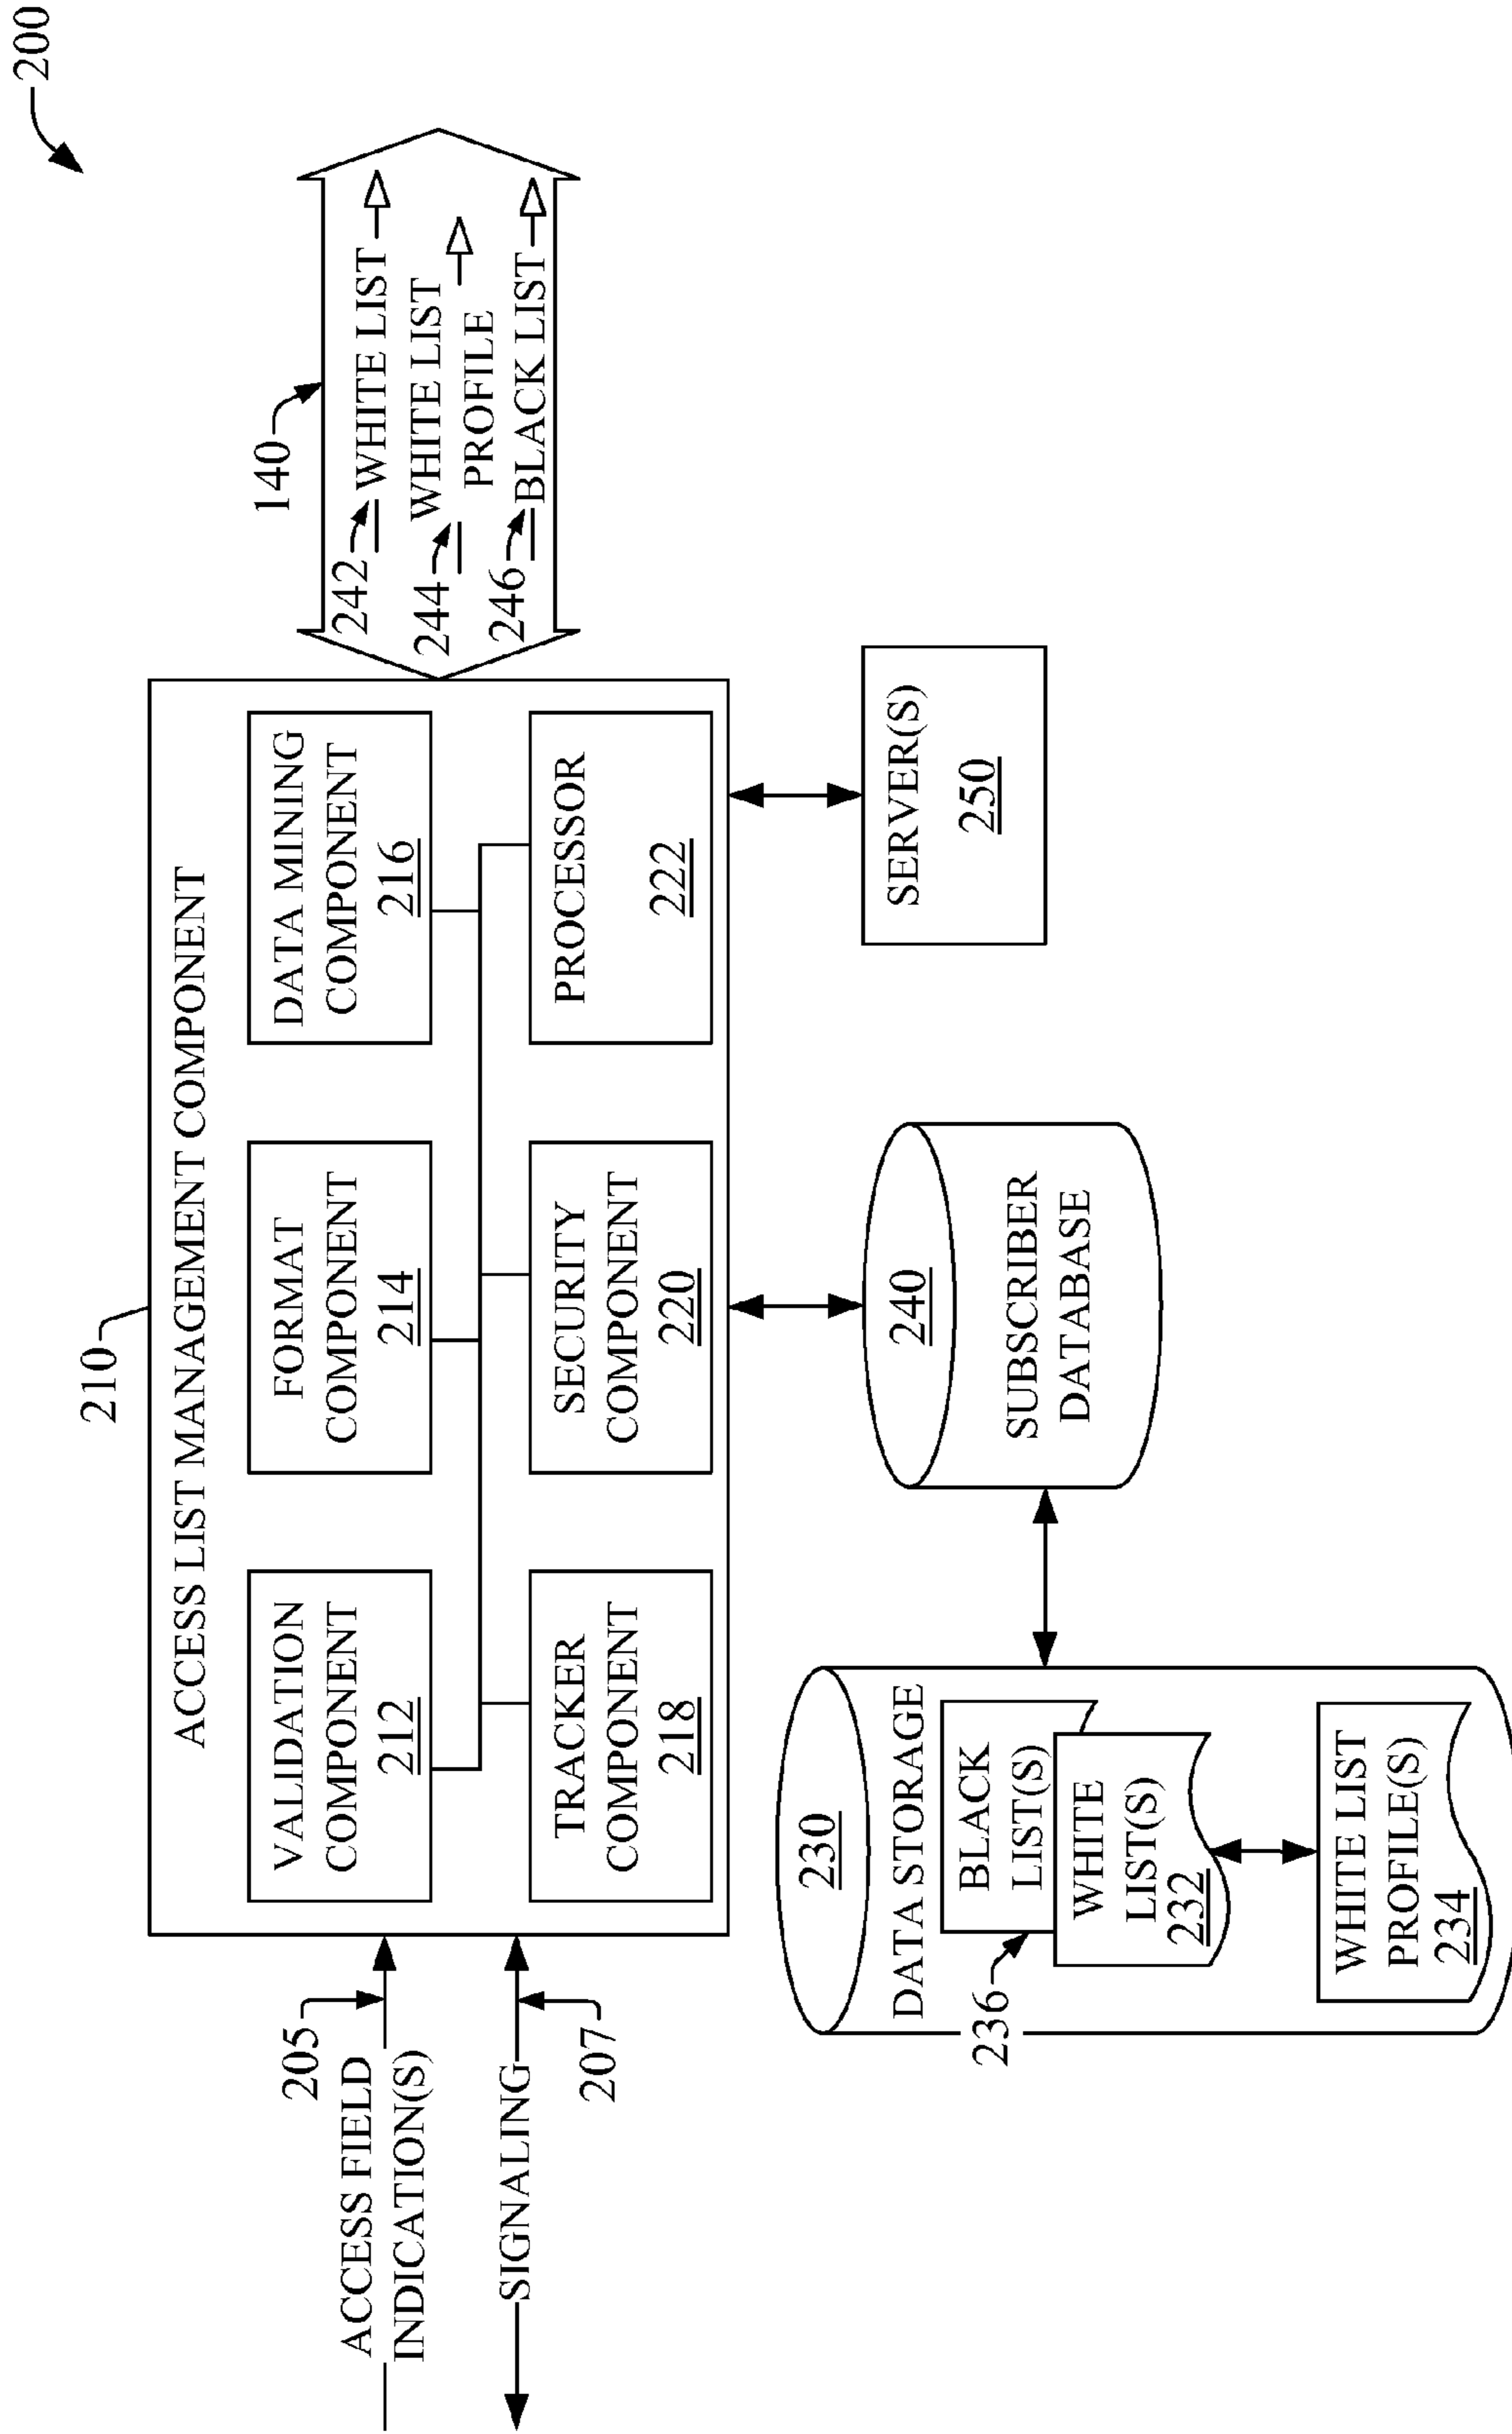 200
210
ACCESS LIST MANAGEMENT COMPONENT
VALIDATION
COMPONENT
212
FORMAT
COMPONENT
214
DATA MINING
COMPONENT
216
TRACKER
COMPONENT
218
SECURITY
COMPONENT
220
PROCESSOR
222
205
ACCESS FIELD
INDICATION(S)
SIGNALING
207
140
242
WHITE LIST
244
WHITE LIST
PROFILE
246
BLACK LIST
230
DATA STORAGE
BLACK
LIST(S)
236
WHITE
LIST(S)
232
WHITE LIST
PROFILE(S)
234
240
SUBSCRIBER
DATABASE
SERVER(S)
250